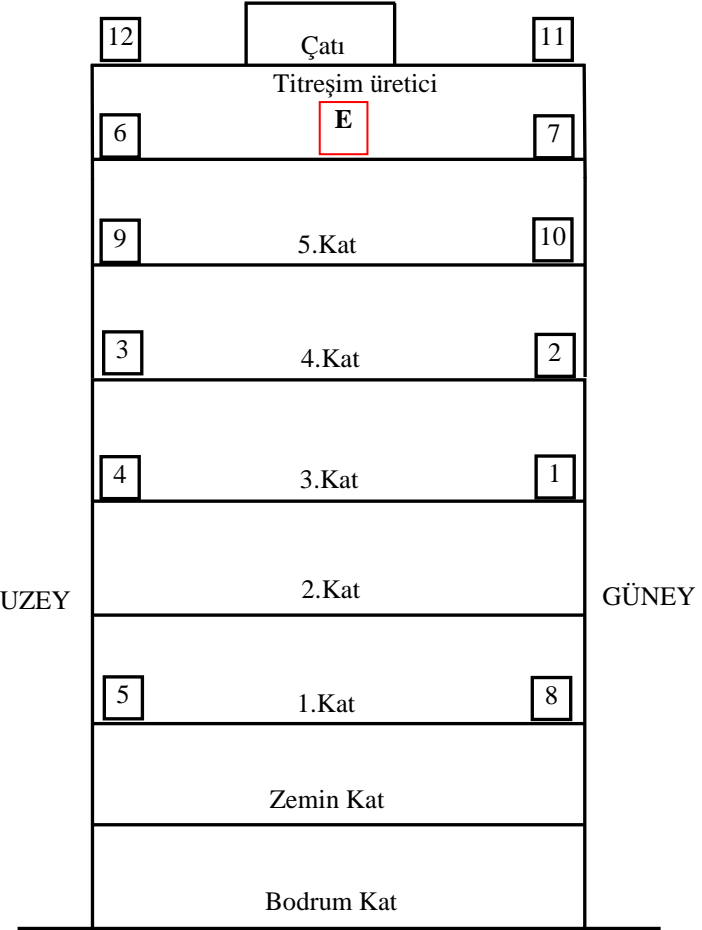 12 Çatı 11
Titreşim üretici
6 E 7
9 5.Kat 10
3 4.Kat 2
4 3.Kat 1
UZEY 2.Kat GÜNEY
5 1.Kat 8
Zemin Kat
Bodrum Kat